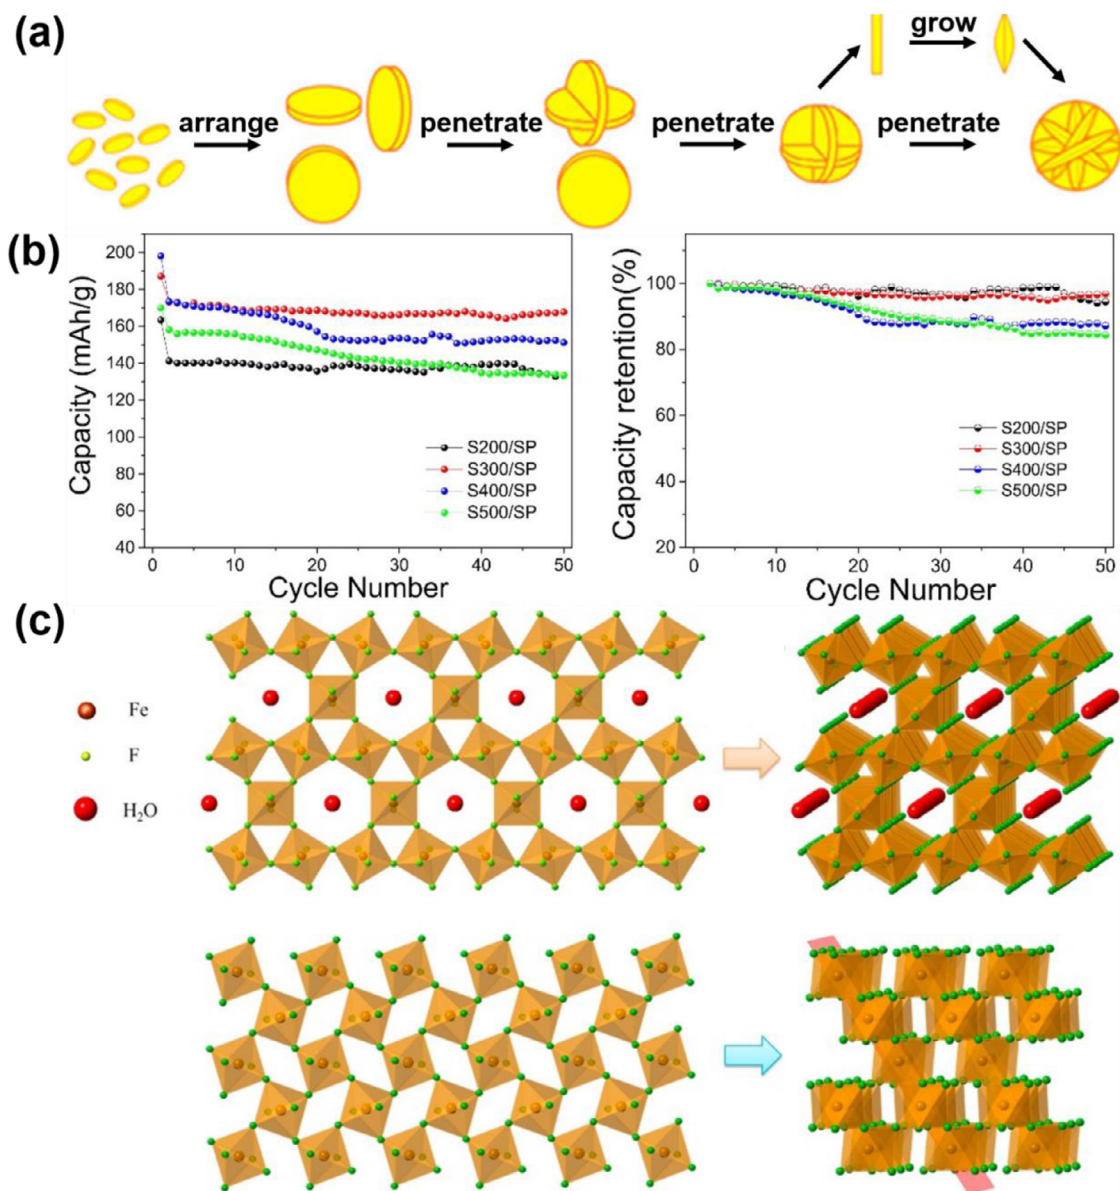 (a)
grow
arrange
penetrate
penetrate
penetrate
(b)
Capacity (mAh/g)
200
180
160
140
120
100
80
60
40
0
10
20
30
40
50
Cycle Number
S200/SP
S300/SP
S400/SP
S500/SP
Capacity retention(%)
100
80
60
40
20
0
10
20
30
40
50
Cycle Number
S200/SP
S300/SP
S400/SP
S500/SP
(c)
Fe
F
H₂O